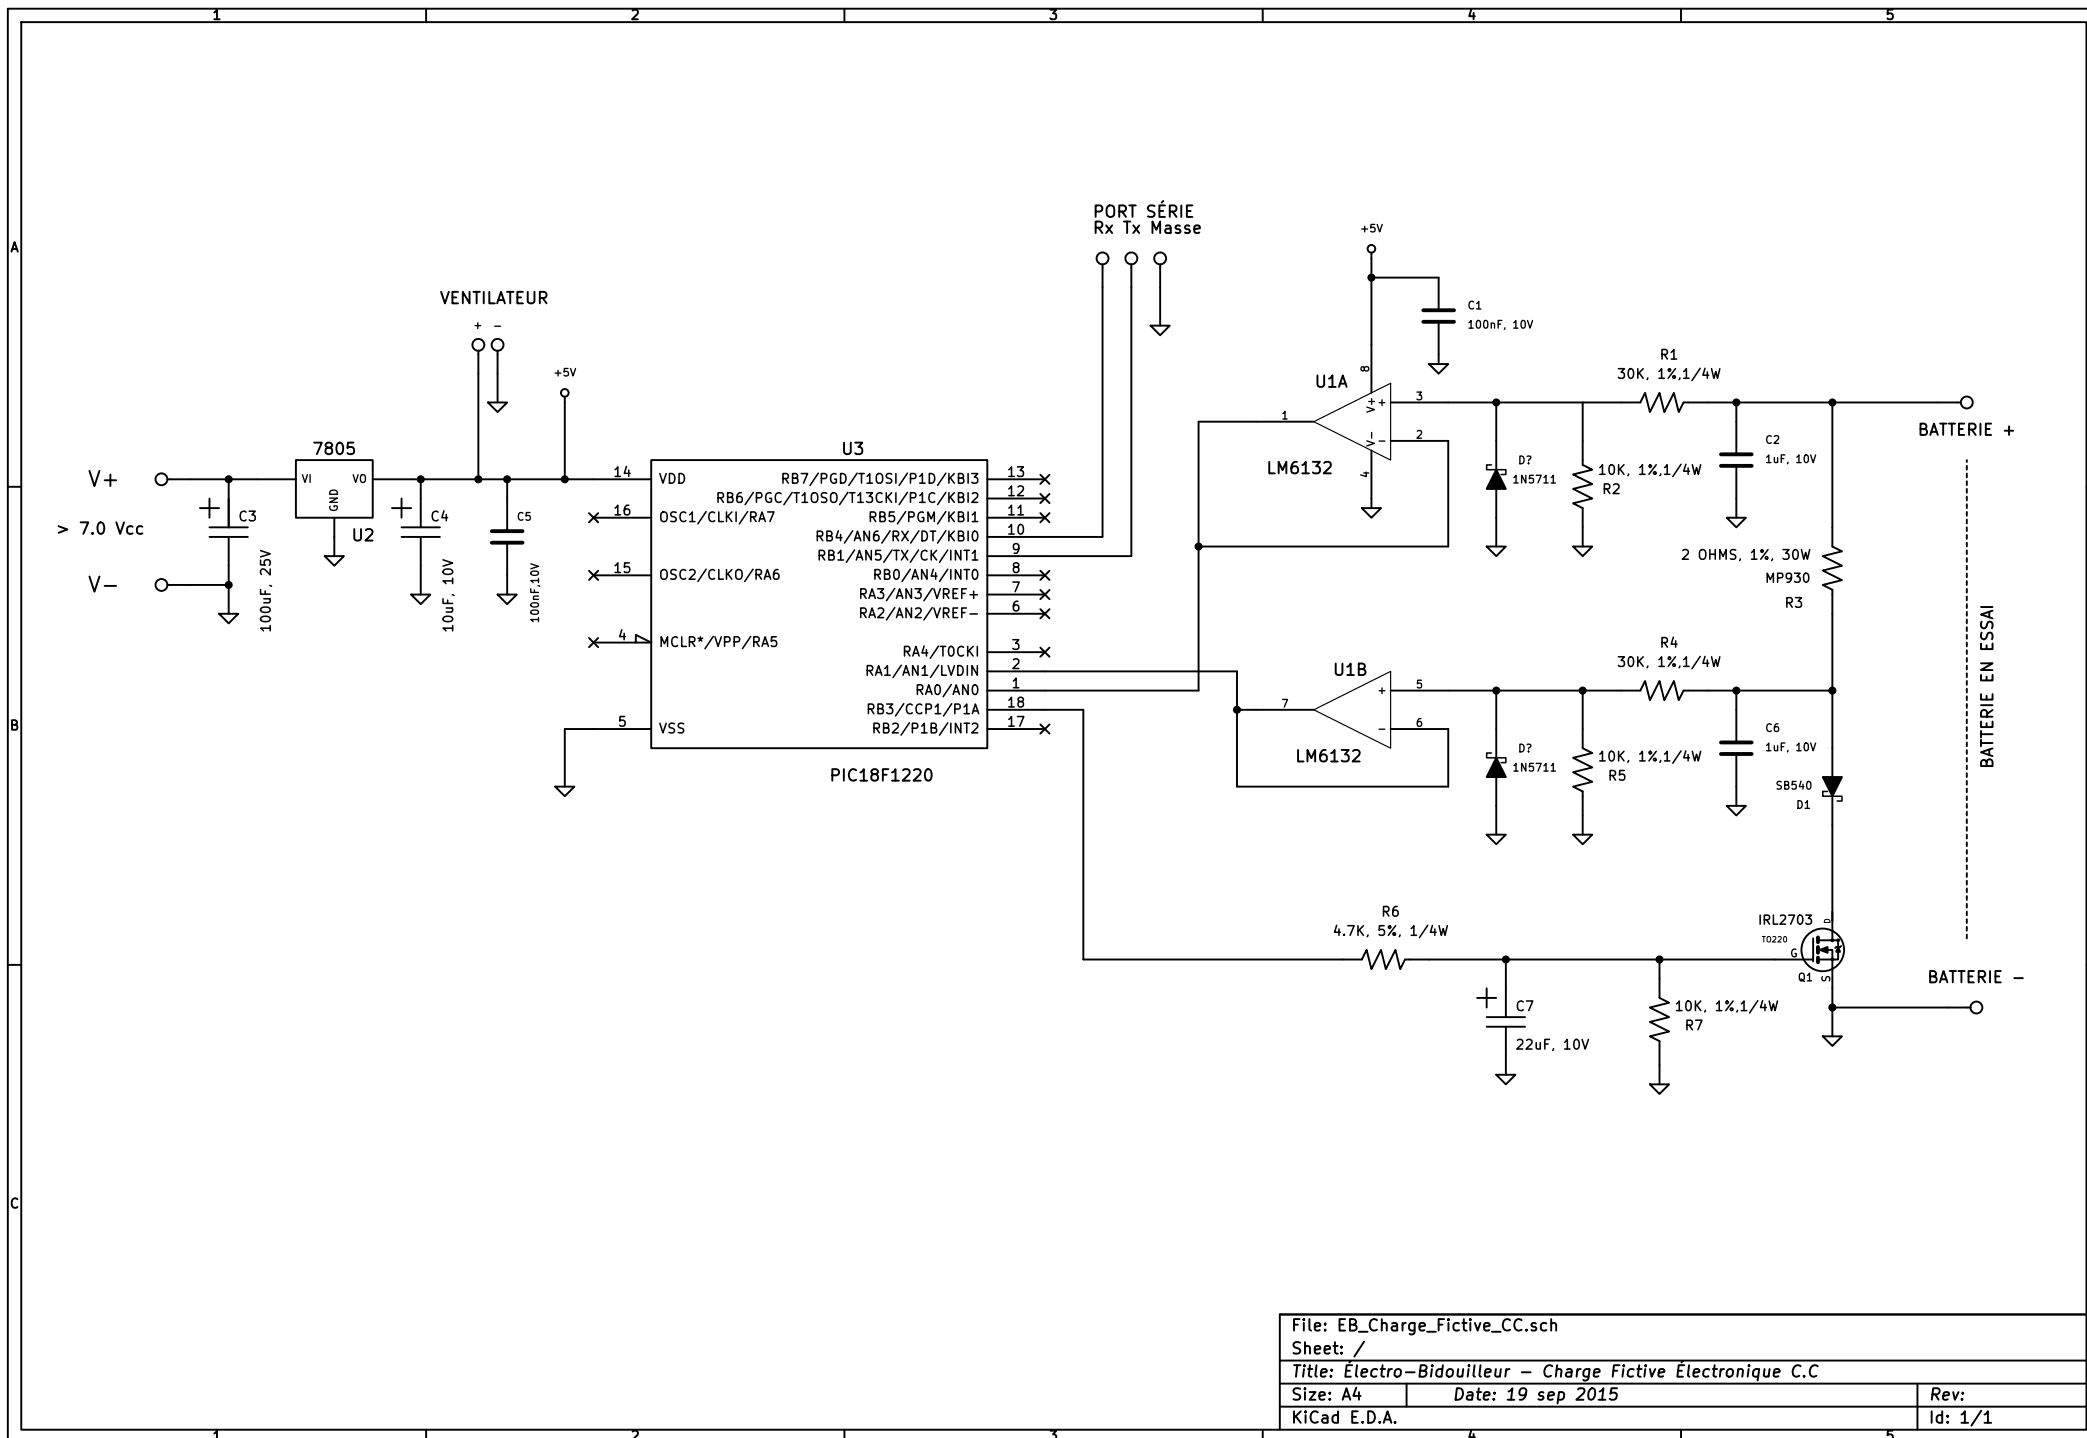 1 2 3 4 5
A
B
C
PORT SÉRIE
Rx Tx Masse
VENTILATEUR
+ -
+5V
7805
VI VO
GND
U2
V+
> 7.0 Vcc
V-
C3
100uF, 25V
C4
10uF, 10V
C5
100nF,10V
U3
14 VDD
16 OSC1/CLKI/RA7
15 OSC2/CLKO/RA6
4 MCLR*/VPP/RA5
5 VSS
RB7/PGD/T1OSI/P1D/KBI3 13
RB6/PGC/T1OSO/T13CKI/P1C/KBI2 12
RB5/PGM/KBI1 11
RB4/AN6/RX/DT/KBI0 10
RB1/AN5/TX/CK/INT1 9
RB0/AN4/INT0 8
RA3/AN3/VREF+ 7
RA2/AN2/VREF- 6
RA4/T0CKI 3
RA1/AN1/LVDIN 2
RA0/AN0 1
RB3/CCP1/P1A 18
RB2/P1B/INT2 17
PIC18F1220
+5V
C1
100nF, 10V
U1A
8
V+
V-
+
-
1
3
2
4
LM6132
R1
30K, 1%,1/4W
D?
1N5711
10K, 1%,1/4W
R2
C2
1uF, 10V
BATTERIE +
2 OHMS, 1%, 30W
MP930
R3
U1B
+
-
7
5
6
LM6132
R4
30K, 1%,1/4W
D?
1N5711
10K, 1%,1/4W
R5
C6
1uF, 10V
SB540
D1
BATTERIE EN ESSAI
R6
4.7K, 5%, 1/4W
C7
22uF, 10V
10K, 1%,1/4W
R7
IRL2703
TO220
D
G
S
Q1
BATTERIE -
File: EB_Charge_Fictive_CC.sch
Sheet: /
Title: Électro-Bidouilleur - Charge Fictive Électronique C.C
Size: A4 Date: 19 sep 2015 Rev:
KiCad E.D.A. Id: 1/1
1 2 3 4 5